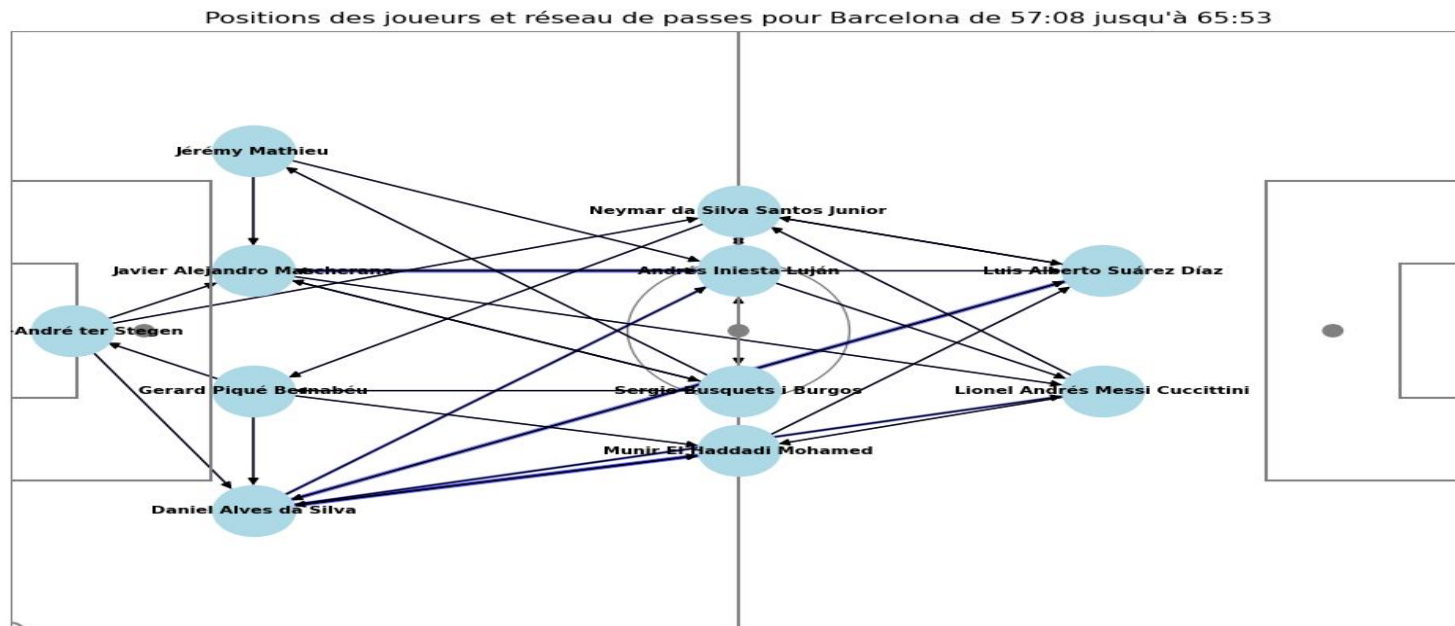 Positions des joueurs et réseau de passes pour Barcelona de 57:08 jusqu'à 65:53
Jérémy Mathieu
Neymar da Silva Santos Junior
Javier Alejandro Mascherano
Andrés Iniesta Luján
Luis Alberto Suárez Díaz
-André ter Stegen
Gerard Piqué Bernabéu
Sergio Busquets i Burgos
Lionel Andrés Messi Cuccittini
Munir El Haddadi Mohamed
Daniel Alves da Silva